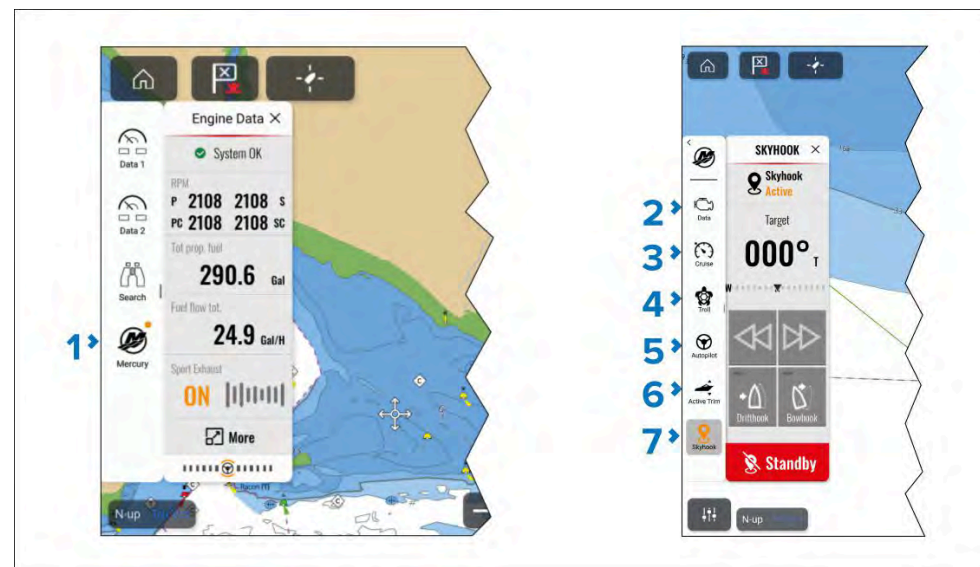 Engine Data ×
System OK
Data 1
RPM
P 2108 2108 S
PC 2108 2108 SC
Data 2
Tot prop. fuel
290.6 Gal
Search
Fuel flow tot.
24.9 Gal/H
1
Mercury
Sport Exhaust
ON
More
Racon (T)
N-up
SKYHOOK ×
Skyhook
Active
2
Data
Target
3
Cruise
000° T
W
4
Troll
5
Autopilot
6
Active Trim
Drifthook
Bowhook
7
Skyhook
Standby
N-up